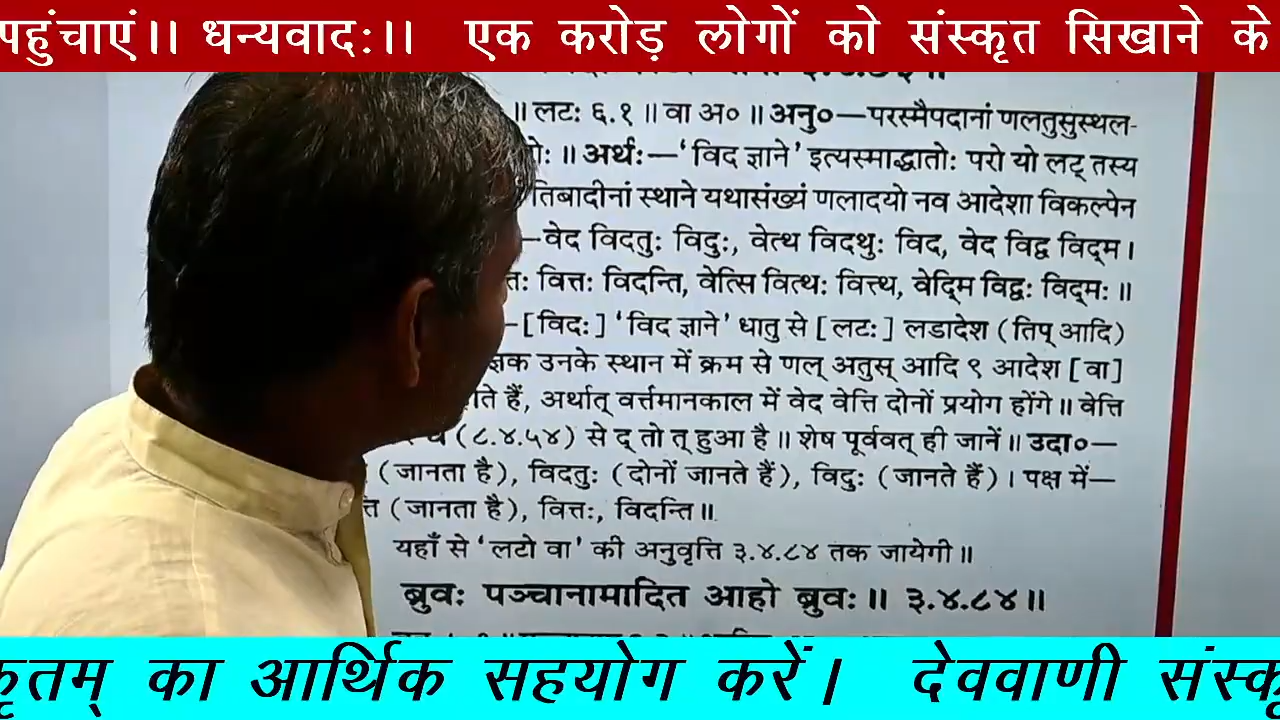 पहुंचाएं।। धन्यवादः।। एक करोड़ लोगों को संस्कृत सिखाने के
॥ लटः ६.१ ॥ वा अ० ॥ अनु०—परस्मैपदानां णलतुसुस्थल-
॥ अर्थः—‘विद ज्ञाने’ इत्यस्माद्धातोः परो यो लट् तस्य
तिबादीनां स्थाने यथासंख्यं णलादयो नव आदेशा विकल्पेन
—वेद विदतुः विदुः, वेत्थ विदथुः विद, वेद विद्व विद्म।
वित्तः विदन्ति, वेत्सि वित्थः वित्त्थ, वेद्मि विद्वः विद्मः ॥
—[विदः] ‘विद ज्ञाने’ धातु से [लटः] लडादेश (तिप् आदि)
उनके स्थान में क्रम से णल् अतुस् आदि ९ आदेश [वा]
हैं, अर्थात् वर्त्तमानकाल में वेद वेत्ति दोनों प्रयोग होंगे ॥ वेत्ति
(८.४.५४) से द् तो त् हुआ है ॥ शेष पूर्ववत् ही जानें ॥ उदा०—
(जानता है), विदतुः (दोनों जानते हैं), विदुः (जानते हैं)। पक्ष में—
(जानता है), वित्तः, विदन्ति ॥
यहाँ से ‘लटो वा’ की अनुवृत्ति ३.४.८४ तक जायेगी ॥
ब्रुवः पञ्चानामादित आहो ब्रुवः ॥ ३.४.८४ ॥
का आर्थिक सहयोग करें। देववाणी